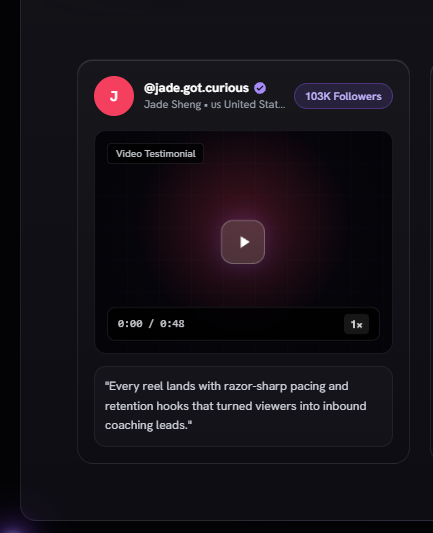 J
@jade.got.curious
Jade Sheng • us United Stat...
103K Followers
Video Testimonial
0:00 / 0:48
1×
"Every reel lands with razor-sharp pacing and
retention hooks that turned viewers into inbound
coaching leads."